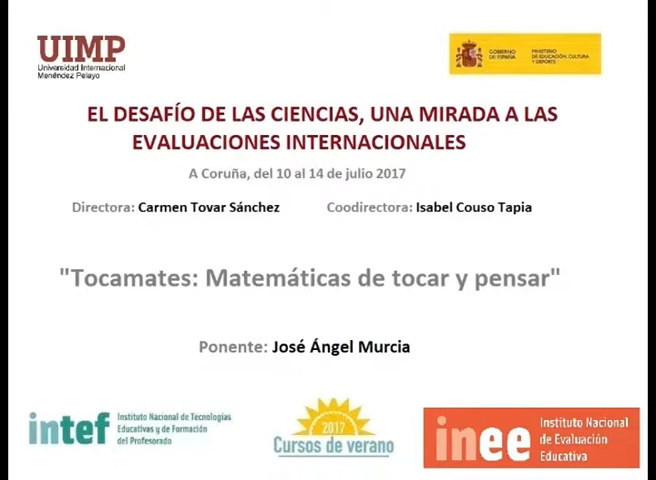 UIMP
Universidad Internacional
Menéndez Pelayo
GOBIERNO
DE ESPAÑA
MINISTERIO
DE EDUCACIÓN, CULTURA
Y DEPORTE
EL DESAFÍO DE LAS CIENCIAS, UNA MIRADA A LAS
EVALUACIONES INTERNACIONALES
A Coruña, del 10 al 14 de julio 2017
Directora: Carmen Tovar Sánchez Coodirectora: Isabel Couso Tapia
"Tocamates: Matemáticas de tocar y pensar"
Ponente: José Ángel Murcia
intef
Instituto Nacional de Tecnologías
Educativas y de Formación
del Profesorado
2017
Cursos de verano
inee
Instituto Nacional
de Evaluación
Educativa